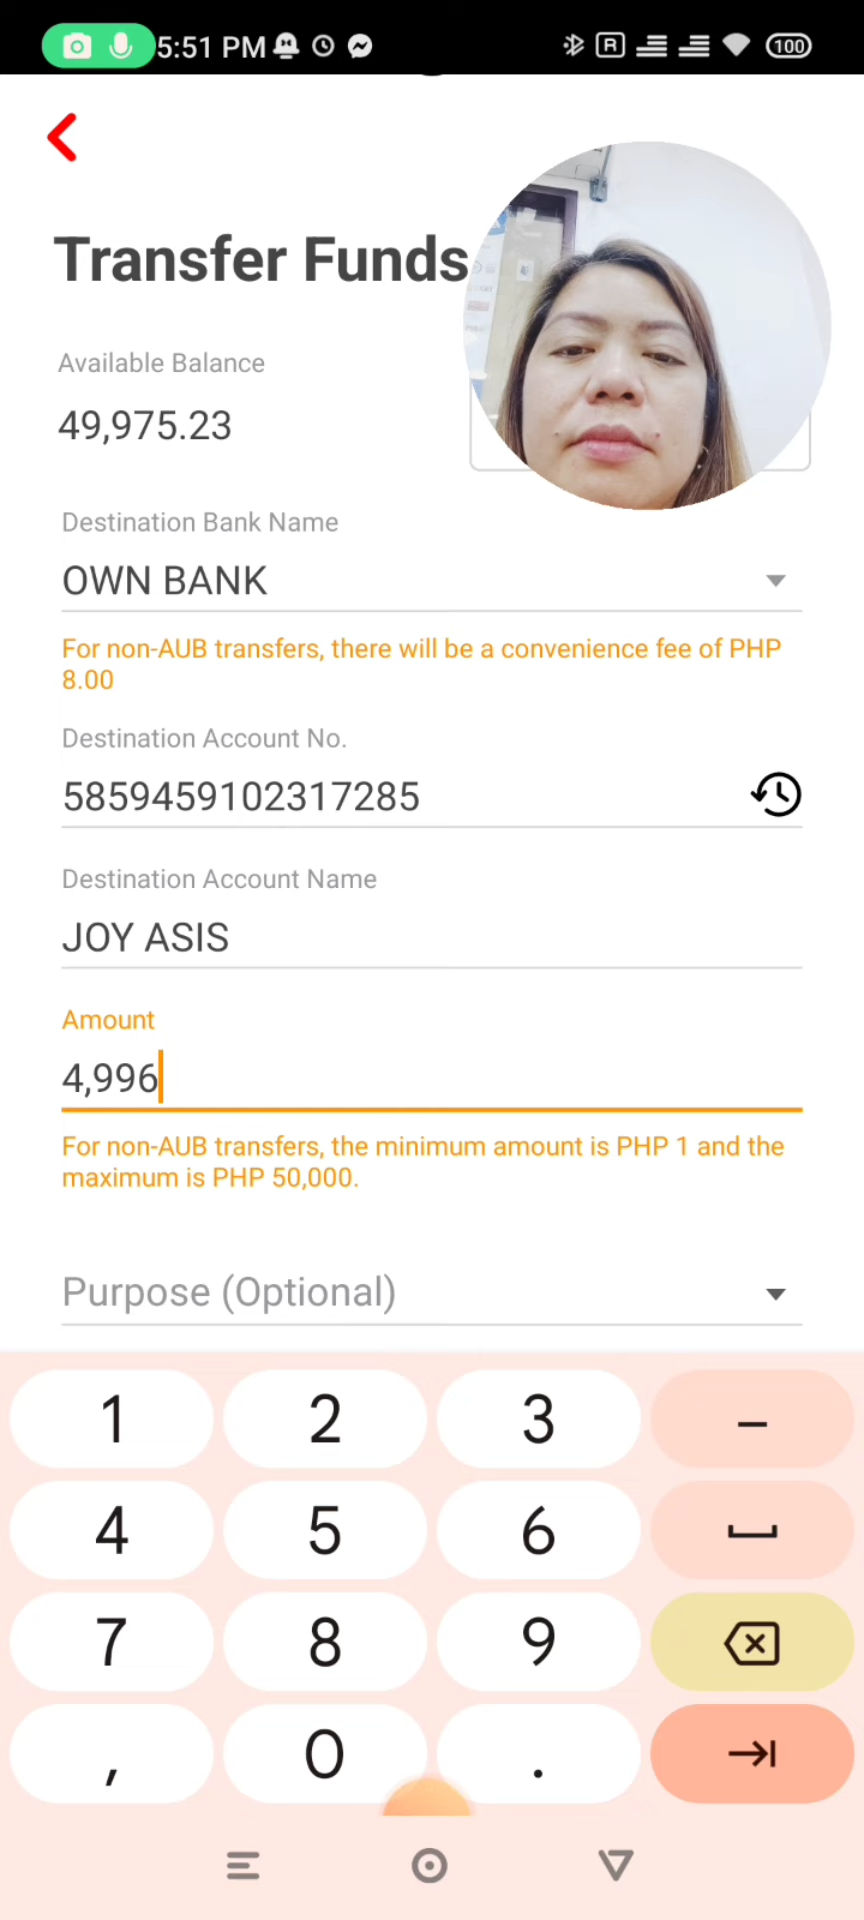 5:51 PM R 100
Transfer Funds
Available Balance
49,975.23
Destination Bank Name
OWN BANK
For non-AUB transfers, there will be a convenience fee of PHP
8.00
Destination Account No.
5859459102317285
Destination Account Name
JOY ASIS
Amount
4,996
For non-AUB transfers, the minimum amount is PHP 1 and the
maximum is PHP 50,000.
Purpose (Optional)
1 2 3 –
4 5 6
7 8 9
, 0 .